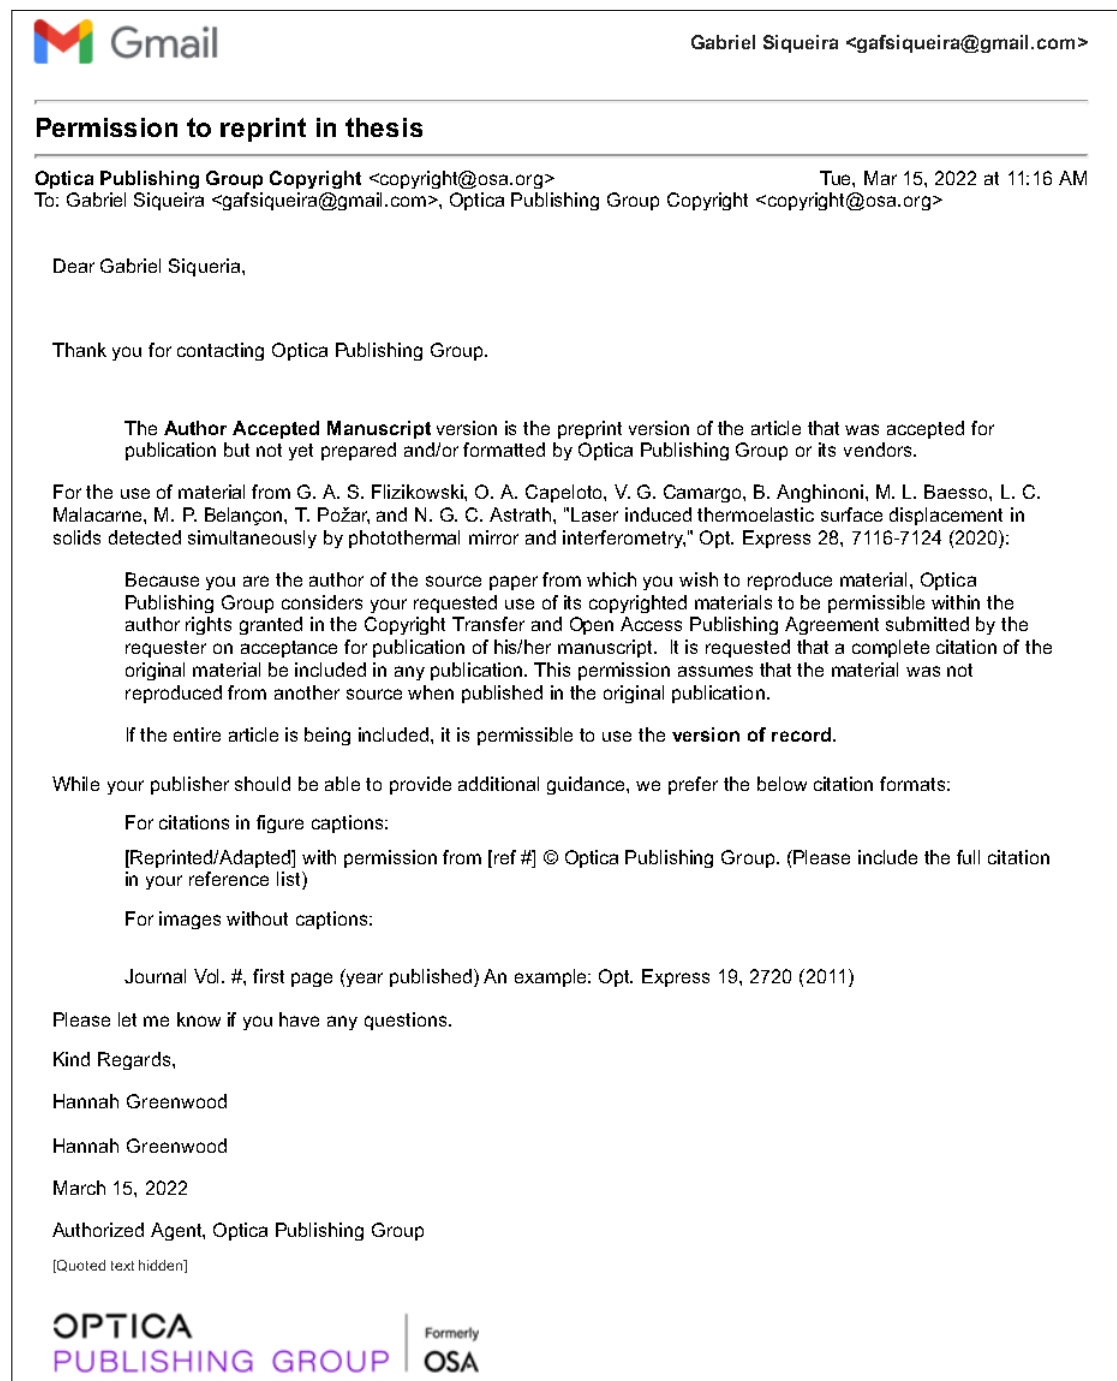 Gmail
Gabriel Siqueira <gafsiqueira@gmail.com>
Permission to reprint in thesis
Optica Publishing Group Copyright <copyright@osa.org>
Tue, Mar 15, 2022 at 11:16 AM
To: Gabriel Siqueira <gafsiqueira@gmail.com>, Optica Publishing Group Copyright <copyright@osa.org>
Dear Gabriel Siqueria,
Thank you for contacting Optica Publishing Group.
The Author Accepted Manuscript version is the preprint version of the article that was accepted for
publication but not yet prepared and/or formatted by Optica Publishing Group or its vendors.
For the use of material from G. A. S. Flizikowski, O. A. Capeloto, V. G. Camargo, B. Anghinoni, M. L. Baesso, L. C.
Malacarne, M. P. Belançon, T. Požar, and N. G. C. Astrath, "Laser induced thermoelastic surface displacement in
solids detected simultaneously by photothermal mirror and interferometry," Opt. Express 28, 7116-7124 (2020):
Because you are the author of the source paper from which you wish to reproduce material, Optica
Publishing Group considers your requested use of its copyrighted materials to be permissible within the
author rights granted in the Copyright Transfer and Open Access Publishing Agreement submitted by the
requester on acceptance for publication of his/her manuscript.  It is requested that a complete citation of the
original material be included in any publication. This permission assumes that the material was not
reproduced from another source when published in the original publication.
If the entire article is being included, it is permissible to use the version of record.
While your publisher should be able to provide additional guidance, we prefer the below citation formats:
For citations in figure captions:
[Reprinted/Adapted] with permission from [ref #] © Optica Publishing Group. (Please include the full citation
in your reference list)
For images without captions:
Journal Vol. #, first page (year published) An example: Opt. Express 19, 2720 (2011)
Please let me know if you have any questions.
Kind Regards,
Hannah Greenwood
Hannah Greenwood
March 15, 2022
Authorized Agent, Optica Publishing Group
[Quoted text hidden]
OPTICA
PUBLISHING GROUP
Formerly
OSA